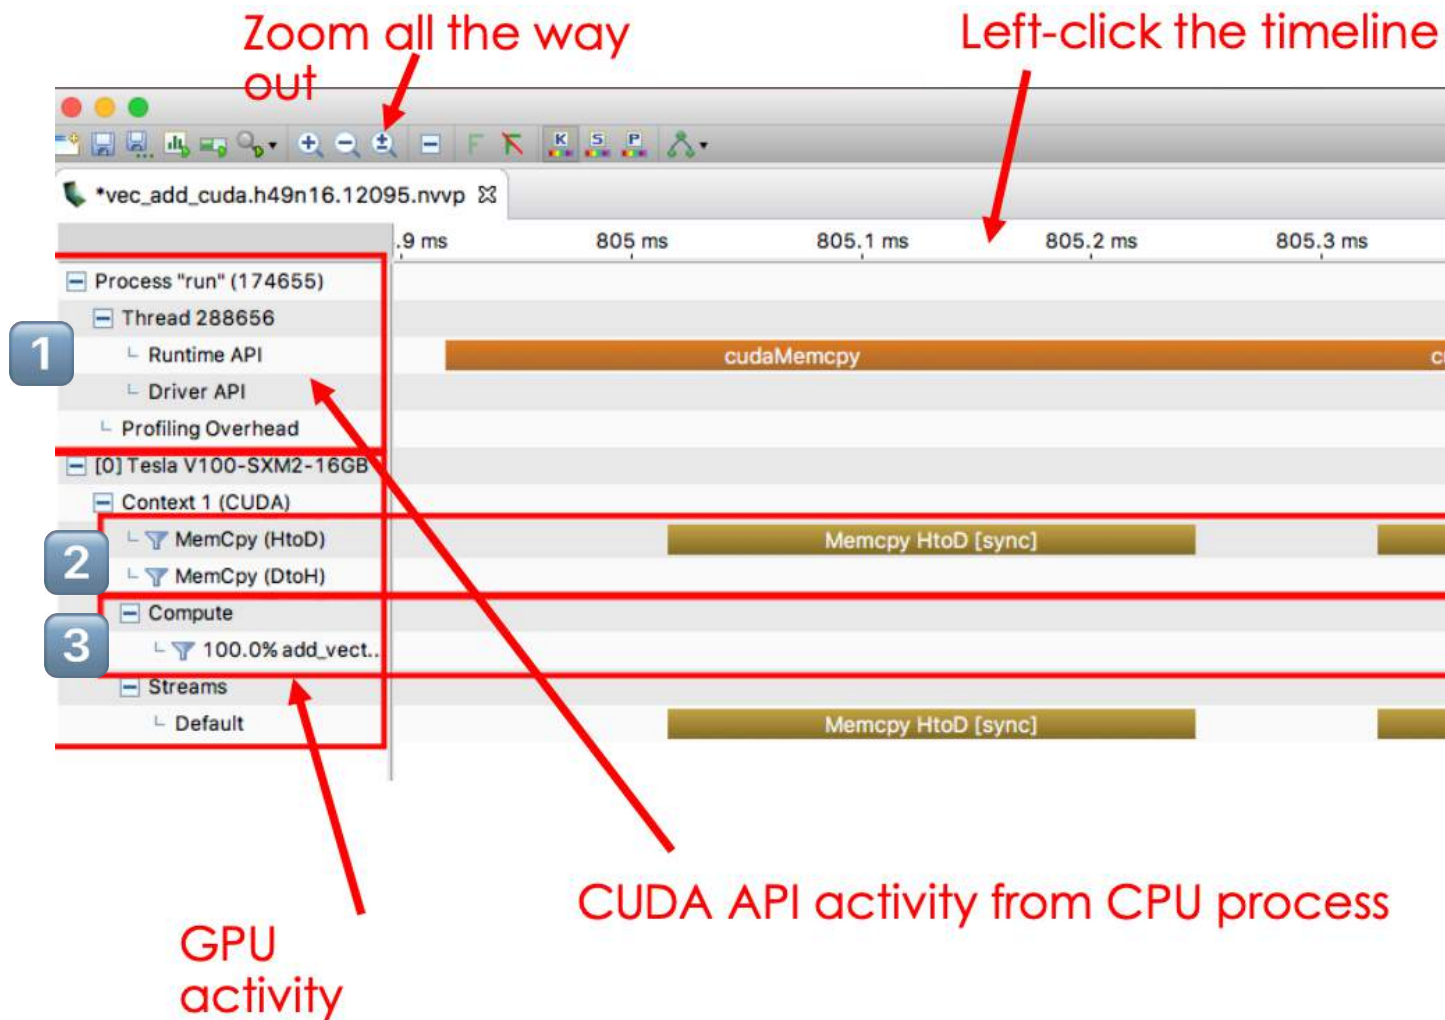 Zoom all the way
out
Left-click the timeline
K S P
*vec_add_cuda.h49n16.12095.nvvp
.9 ms 805 ms 805.1 ms 805.2 ms 805.3 ms
Process "run" (174655)
Thread 288656
1
Runtime API
cudaMemcpy
Driver API
Profiling Overhead
[0] Tesla V100-SXM2-16GB
Context 1 (CUDA)
2
MemCpy (HtoD)
Memcpy HtoD [sync]
MemCpy (DtoH)
Compute
3
100.0% add_vect..
Streams
Default
Memcpy HtoD [sync]
CUDA API activity from CPU process
GPU
activity